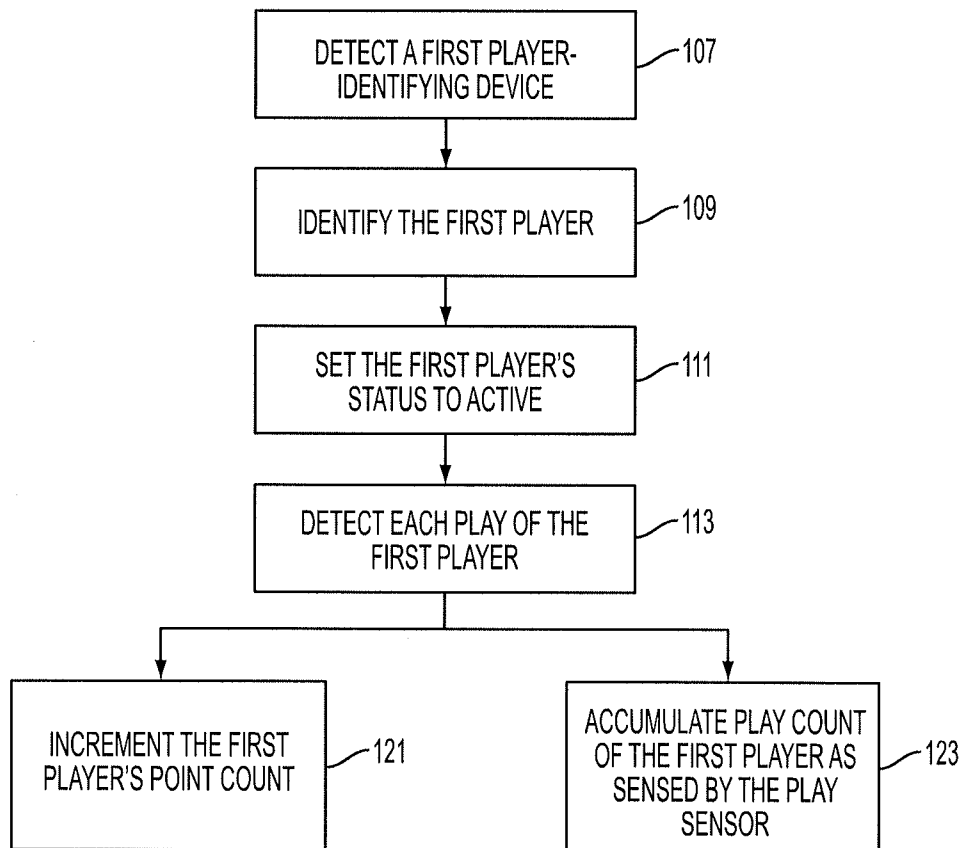 DETECT A FIRST PLAYER-
IDENTIFYING DEVICE
107
IDENTIFY THE FIRST PLAYER
109
SET THE FIRST PLAYER'S
STATUS TO ACTIVE
111
DETECT EACH PLAY OF THE
FIRST PLAYER
113
INCREMENT THE FIRST
PLAYER'S POINT COUNT
121
ACCUMULATE PLAY COUNT
OF THE FIRST PLAYER AS
SENSED BY THE PLAY
SENSOR
123